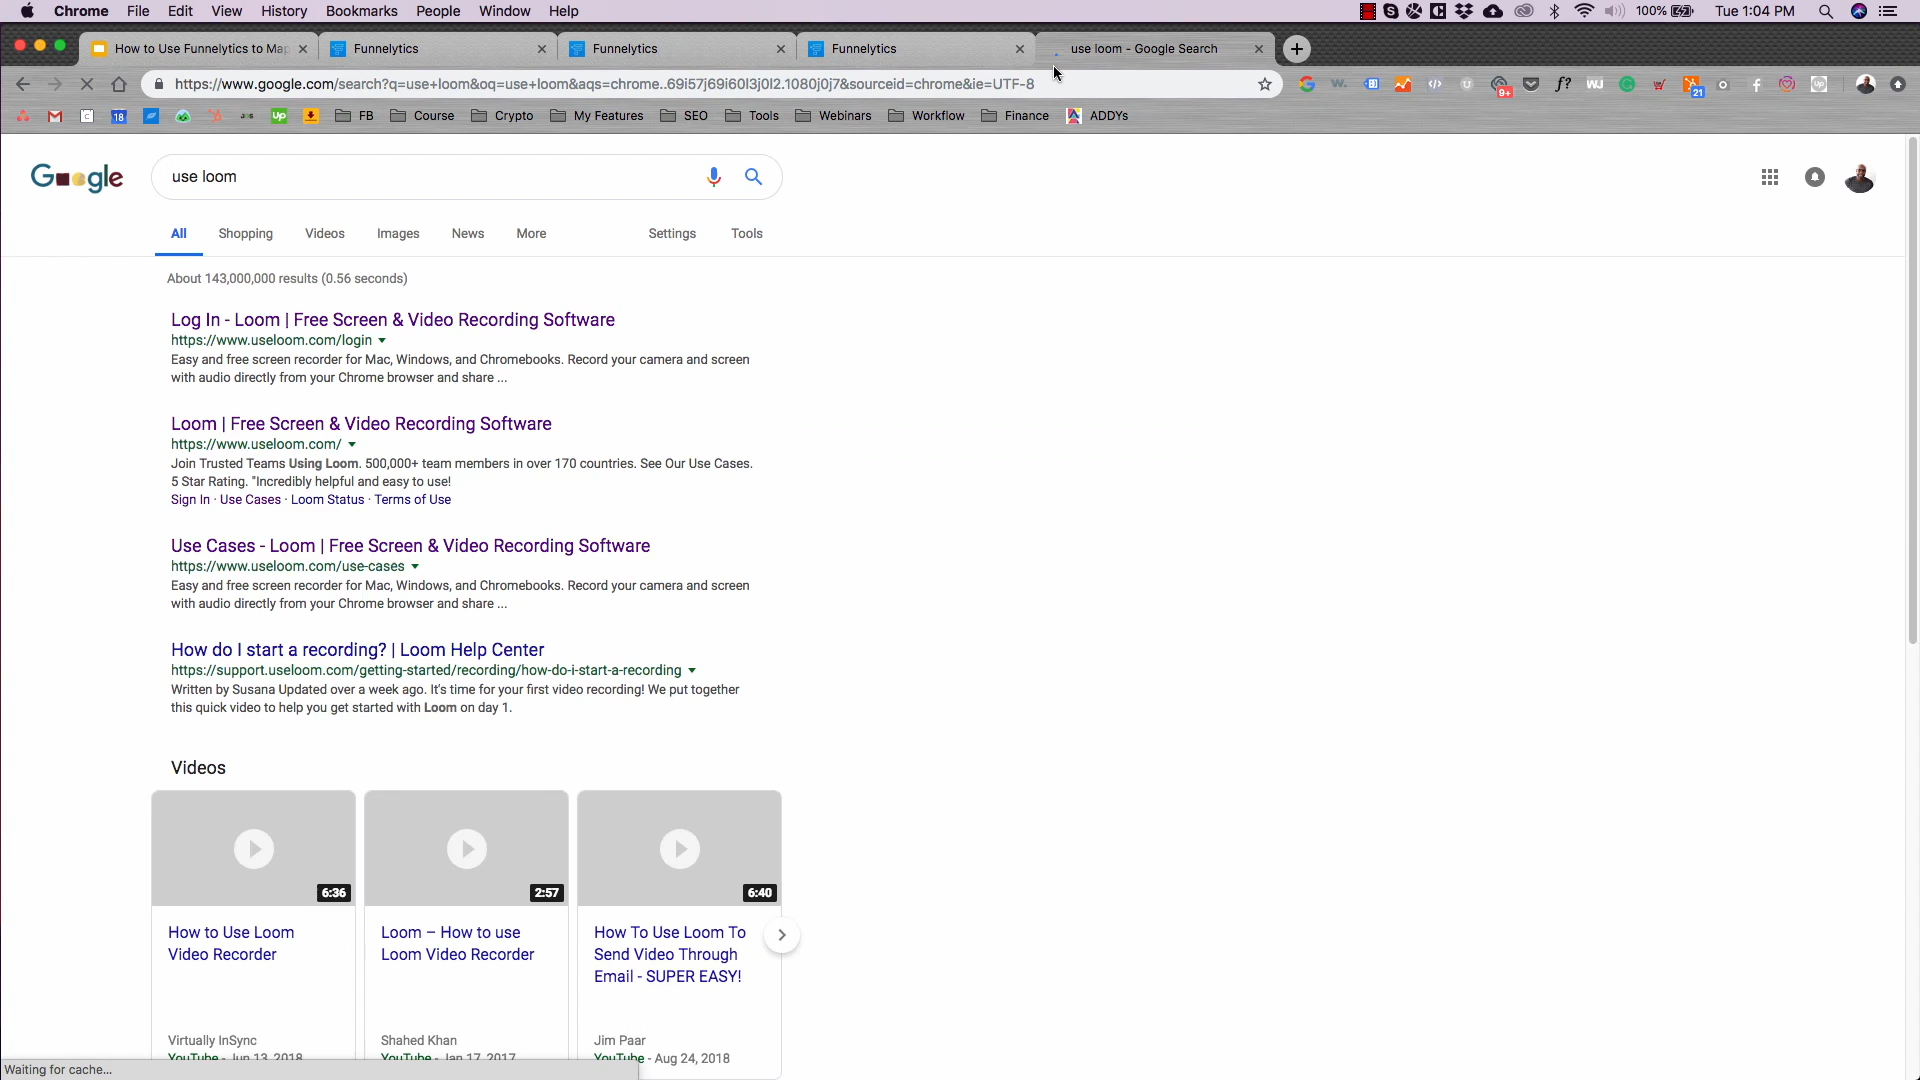 Chrome File Edit View History Bookmarks People Window Help 100% Tue 1:04 PM
How to Use Funnelytics to Ma Funnelytics Funnelytics Funnelytics use loom - Google Search
https://www.google.com/search?q=use+loom&oq=use+loom&aqs=chrome..69i57j69i60l3j0l2.1080j0j7&sourceid=chrome&ie=UTF-8
18 Up FB Course Crypto My Features SEO Tools Webinars Workflow Finance ADDYs
Google use loom
All Shopping Videos Images News More Settings Tools
About 143,000,000 results (0.56 seconds)
Log In - Loom | Free Screen & Video Recording Software
https://www.useloom.com/login
Easy and free screen recorder for Mac, Windows, and Chromebooks. Record your camera and screen
with audio directly from your Chrome browser and share ...
Loom | Free Screen & Video Recording Software
https://www.useloom.com/
Join Trusted Teams Using Loom. 500,000+ team members in over 170 countries. See Our Use Cases.
5 Star Rating. "Incredibly helpful and easy to use!
Sign In · Use Cases · Loom Status · Terms of Use
Use Cases - Loom | Free Screen & Video Recording Software
https://www.useloom.com/use-cases
Easy and free screen recorder for Mac, Windows, and Chromebooks. Record your camera and screen
with audio directly from your Chrome browser and share ...
How do I start a recording? | Loom Help Center
https://support.useloom.com/getting-started/recording/how-do-i-start-a-recording
Written by Susana Updated over a week ago. It's time for your first video recording! We put together
this quick video to help you get started with Loom on day 1.
Videos
6:36 2:57 6:40
How to Use Loom
Video Recorder
Virtually InSync
YouTube - Jun 13, 2018
Loom – How to use
Loom Video Recorder
Shahed Khan
YouTube - Jan 17, 2017
How To Use Loom To
Send Video Through
Email - SUPER EASY!
Jim Paar
YouTube - Aug 24, 2018
Waiting for cache...